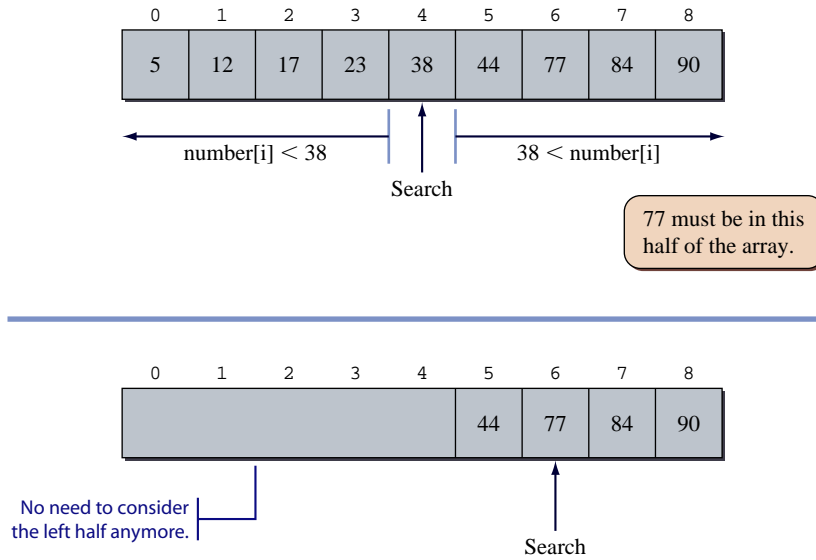 0 1 2 3 4 5 6 7 8
5 12 17 23 38 44 77 84 90
number[i] < 38 38 < number[i]
Search
77 must be in this
half of the array.
0 1 2 3 4 5 6 7 8
44 77 84 90
No need to consider
the left half anymore.
Search